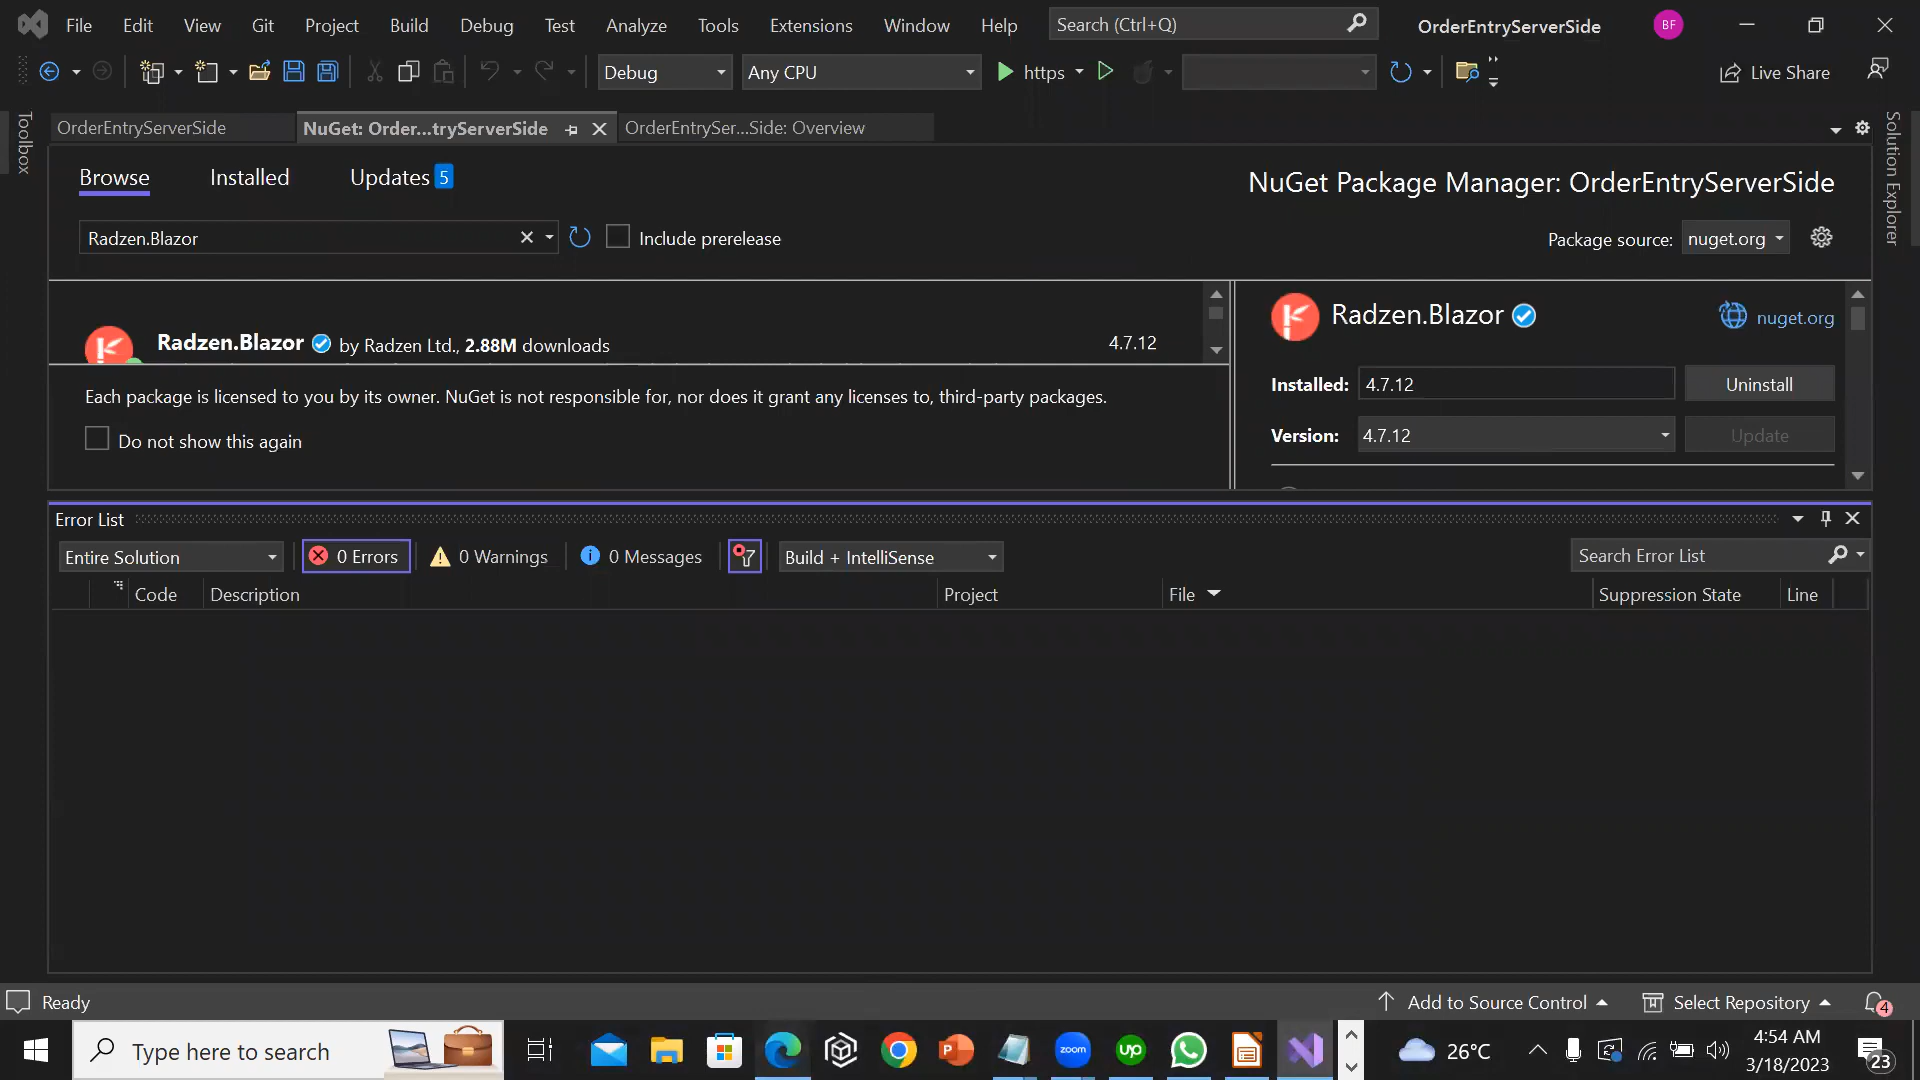 File Edit View Git Project Build Debug Test Analyze Tools Extensions Window Help Search (Ctrl+Q) OrderEntryServerSide BF
Debug Any CPU https Live Share
Toolbox
OrderEntryServerSide NuGet: Order...tryServerSide OrderEntrySer...Side: Overview
Solution Explorer
Browse Installed Updates 5
NuGet Package Manager: OrderEntryServerSide
Radzen.Blazor Include prerelease Package source: nuget.org
Radzen.Blazor by Radzen Ltd., 2.88M downloads 4.7.12
Each package is licensed to you by its owner. NuGet is not responsible for, nor does it grant any licenses to, third-party packages.
Do not show this again
Radzen.Blazor nuget.org
Installed: 4.7.12 Uninstall
Version: 4.7.12 Update
Error List
Entire Solution 0 Errors 0 Warnings 0 Messages Build + IntelliSense Search Error List
Code Description Project File Suppression State Line
Ready Add to Source Control Select Repository 4
Type here to search zoom up 26°C 4:54 AM
3/18/2023 23